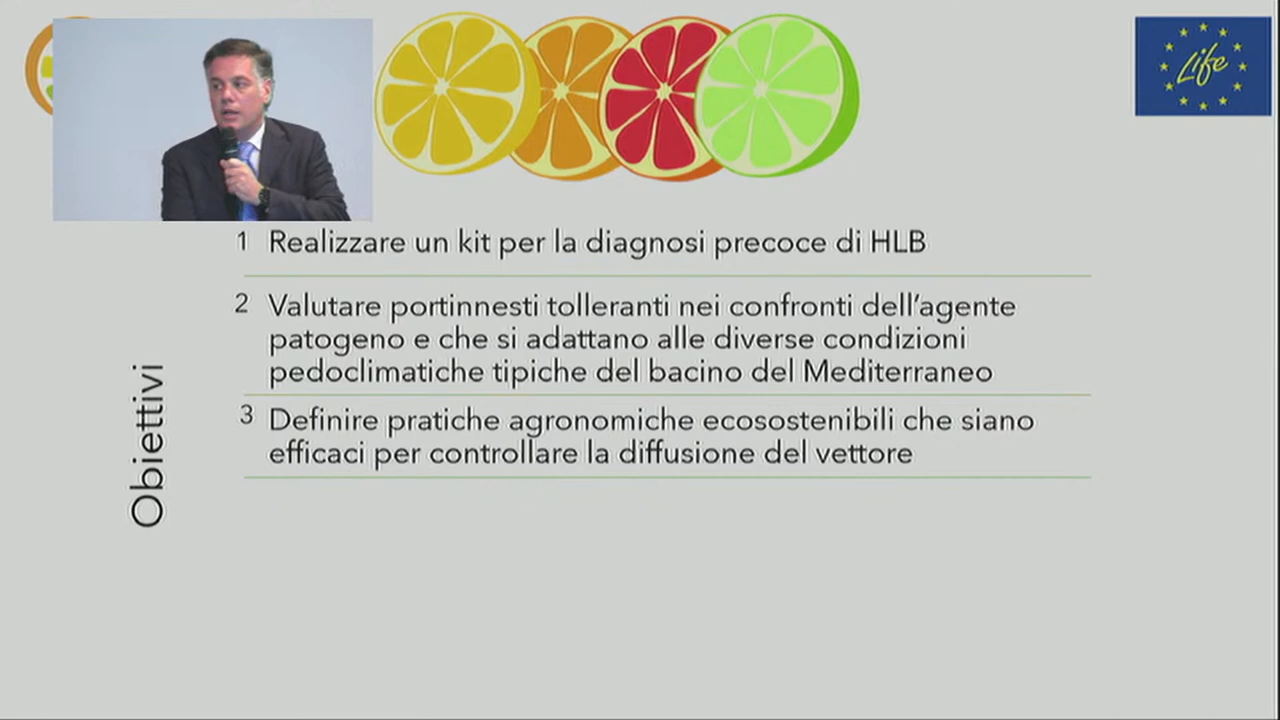 Life
1 Realizzare un kit per la diagnosi precoce di HLB
2 Valutare portinnesti tolleranti nei confronti dell'agente
patogeno e che si adattano alle diverse condizioni
pedoclimatiche tipiche del bacino del Mediterraneo
3 Definire pratiche agronomiche ecosostenibili che siano
efficaci per controllare la diffusione del vettore
Obiettivi